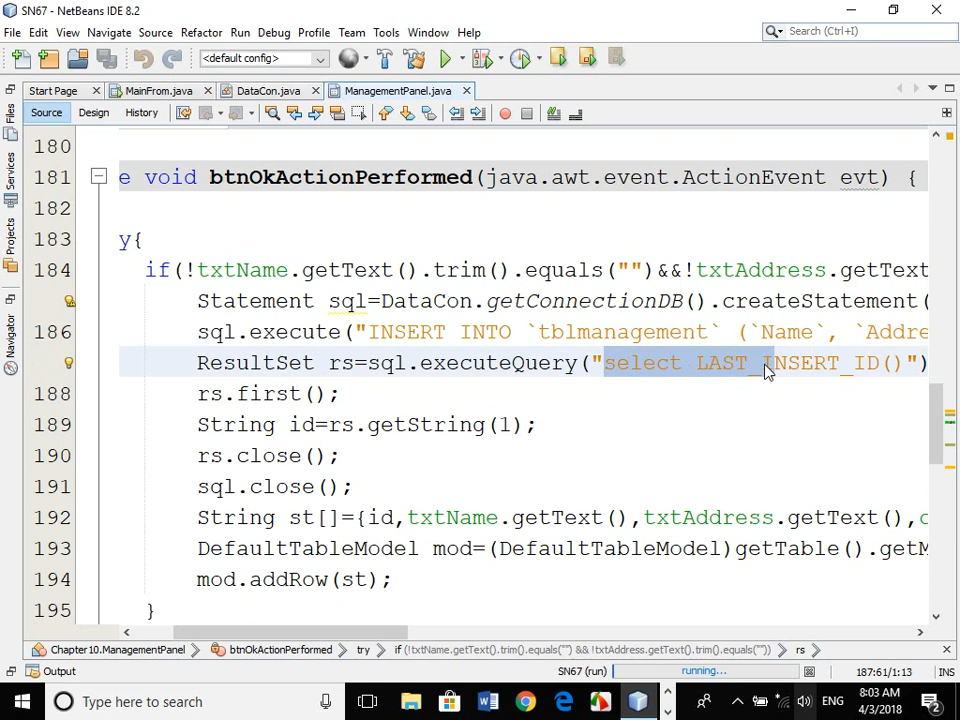 SN67 - NetBeans IDE 8.2
File Edit View Navigate Source Refactor Run Debug Profile Team Tools Window Help
Search (Ctrl+I)
<default config>
Start Page MainFrom.java DataCon.java ManagementPanel.java
Source Design History
180
181 e void btnOkActionPerformed(java.awt.event.ActionEvent evt) {
182
183 y{
184 if(!txtName.getText().trim().equals("")&&!txtAddress.getText
Statement sql=DataCon.getConnectionDB().createStatement(
186 sql.execute("INSERT INTO `tblmanagement` (`Name`, `Addre
ResultSet rs=sql.executeQuery("select LAST_INSERT_ID()")
188 rs.first();
189 String id=rs.getString(1);
190 rs.close();
191 sql.close();
192 String st[]={id,txtName.getText(),txtAddress.getText(),c
193 DefaultTableModel mod=(DefaultTableModel)getTable().getM
194 mod.addRow(st);
195 }
Files
Services
Projects
Navigator
Chapter10.ManagementPanel btnOkActionPerformed try if (!txtName.getText().trim().equals("") && !txtAddress.getText().trim().equals("")) rs
Output SN67 (run) running... 187:61/1:13 INS
Type here to search
ENG 8:03 AM
4/3/2018
2